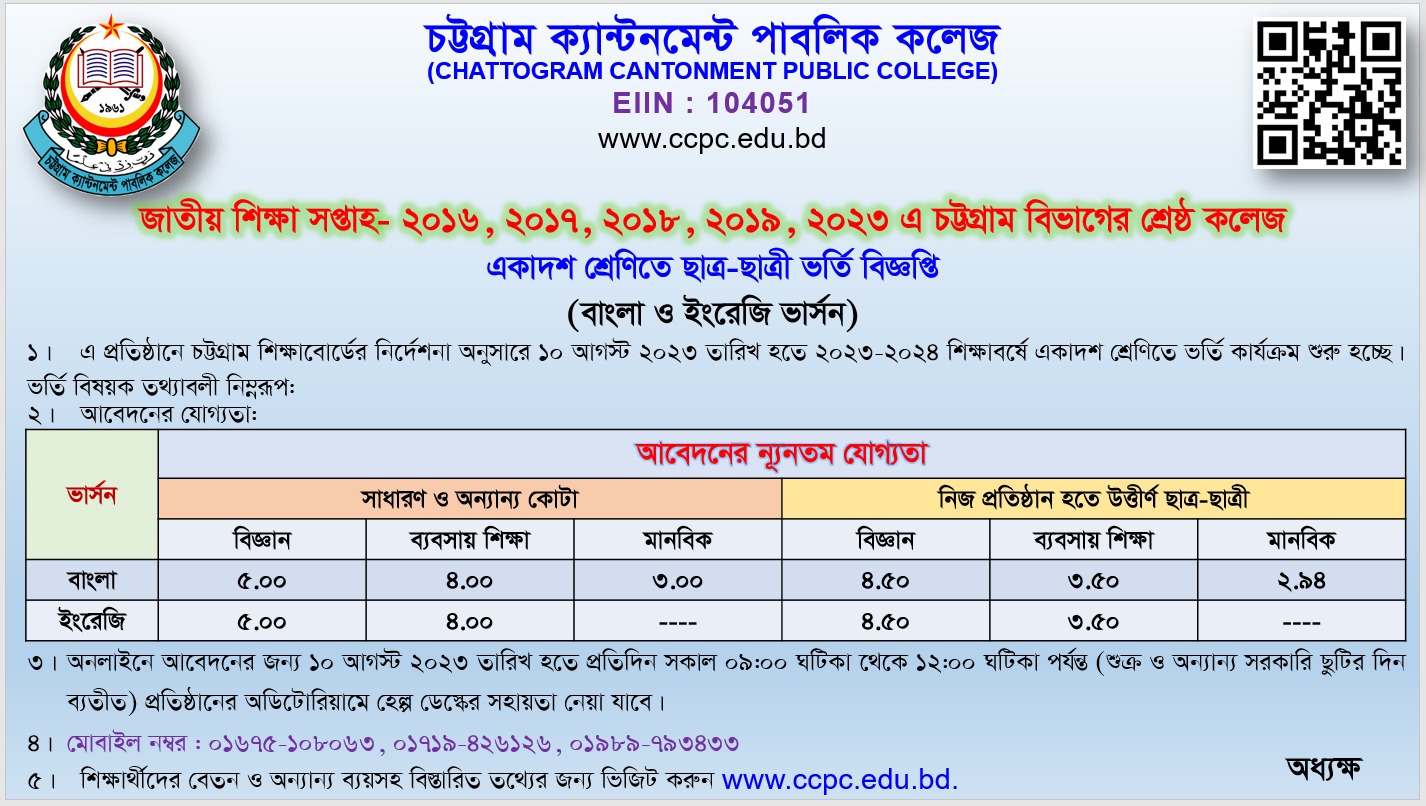 চট্টগ্রাম ক্যান্টনমেন্ট পাবলিক কলেজ
(CHATTOGRAM CANTONMENT PUBLIC COLLEGE)
EIIN : 104051
www.ccpc.edu.bd
১৯৬১
চট্টগ্রাম ক্যান্টনমেন্ট পাবলিক কলেজ
জাতীয় শিক্ষা সপ্তাহ- ২০১৬, ২০১৭, ২০১৮, ২০১৯, ২০২৩ এ চট্টগ্রাম বিভাগের শ্রেষ্ঠ কলেজ
একাদশ শ্রেণিতে ছাত্র-ছাত্রী ভর্তি বিজ্ঞপ্তি
(বাংলা ও ইংরেজি ভার্সন)
১। এ প্রতিষ্ঠানে চট্টগ্রাম শিক্ষাবোর্ডের নির্দেশনা অনুসারে ১০ আগস্ট ২০২৩ তারিখ হতে ২০২৩-২০২৪ শিক্ষাবর্ষে একাদশ শ্রেণিতে ভর্তি কার্যক্রম শুরু হচ্ছে।
ভর্তি বিষয়ক তথ্যাবলী নিম্নরূপ:
২। আবেদনের যোগ্যতা:
ভার্সন
আবেদনের ন্যূনতম যোগ্যতা
সাধারণ ও অন্যান্য কোটা নিজ প্রতিষ্ঠান হতে উত্তীর্ণ ছাত্র-ছাত্রী
বিজ্ঞান ব্যবসায় শিক্ষা মানবিক বিজ্ঞান ব্যবসায় শিক্ষা মানবিক
বাংলা ৫.০০ ৪.০০ ৩.০০ ৪.৫০ ৩.৫০ ২.৯৪
ইংরেজি ৫.০০ ৪.০০ ---- ৪.৫০ ৩.৫০ ----
৩। অনলাইনে আবেদনের জন্য ১০ আগস্ট ২০২৩ তারিখ হতে প্রতিদিন সকাল ০৯:০০ ঘটিকা থেকে ১২:০০ ঘটিকা পর্যন্ত (শুক্র ও অন্যান্য সরকারি ছুটির দিন
ব্যতীত) প্রতিষ্ঠানের অডিটোরিয়ামে হেল্প ডেস্কের সহায়তা নেয়া যাবে।
৪। মোবাইল নম্বর : ০১৬৭৫-১০৮০৬৩, ০১৭১৯-৪২৬১২৬, ০১৯৮৯-৭৯৩৪৩৩
৫। শিক্ষার্থীদের বেতন ও অন্যান্য ব্যয়সহ বিস্তারিত তথ্যের জন্য ভিজিট করুন www.ccpc.edu.bd.
অধ্যক্ষ